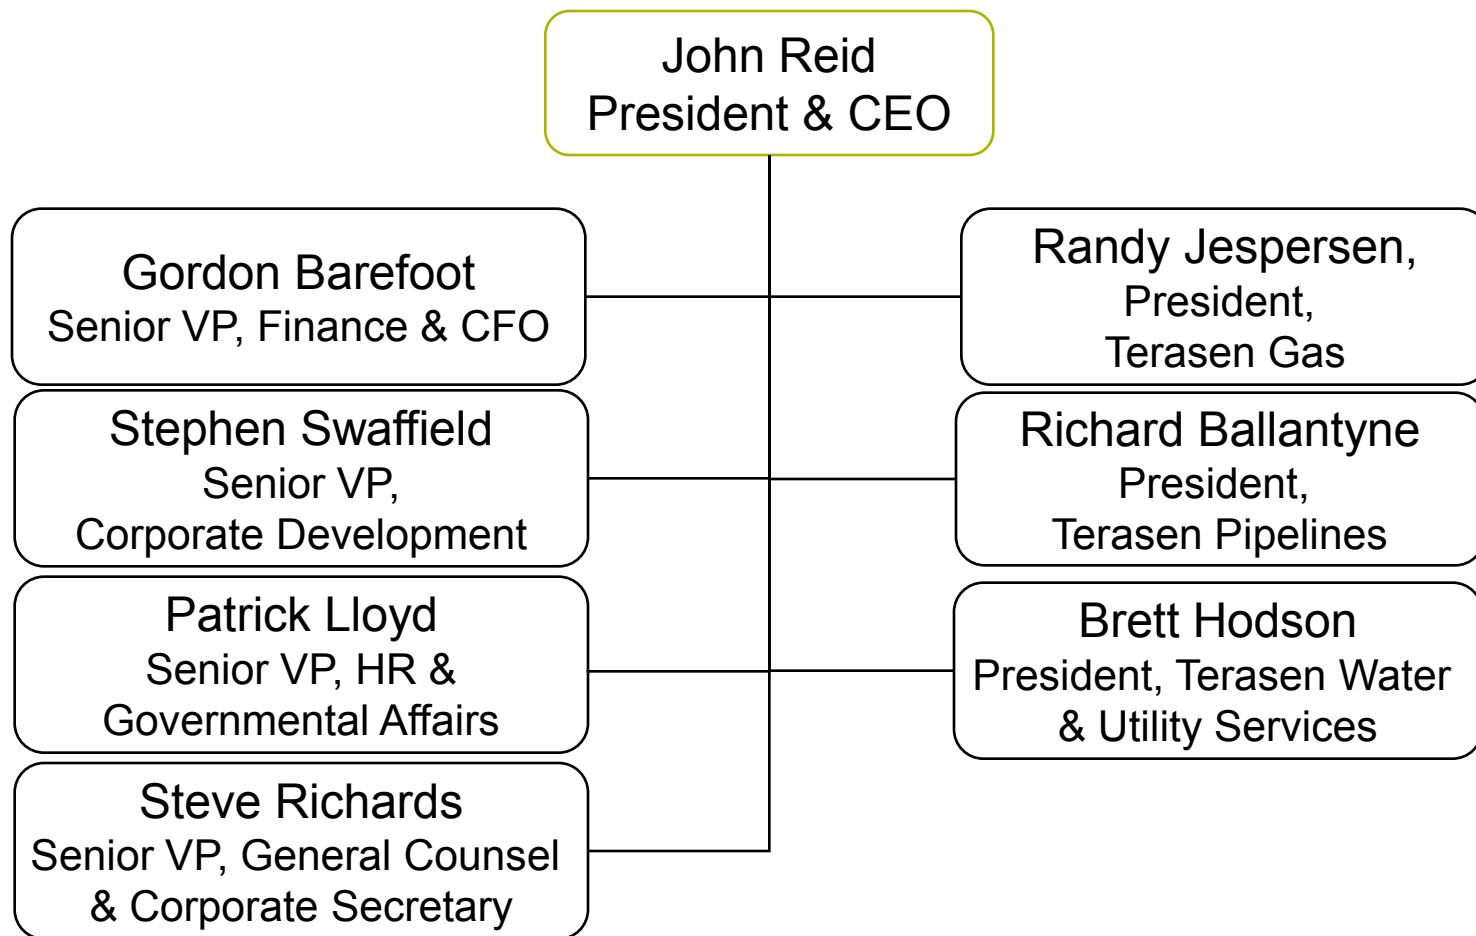 John Reid
President & CEO
Gordon Barefoot
Senior VP, Finance & CFO
Stephen Swaffield
Senior VP,
Corporate Development
Patrick Lloyd
Senior VP, HR &
Governmental Affairs
Steve Richards
Senior VP, General Counsel
& Corporate Secretary
Randy Jespersen,
President,
Terasen Gas
Richard Ballantyne
President,
Terasen Pipelines
Brett Hodson
President, Terasen Water
& Utility Services